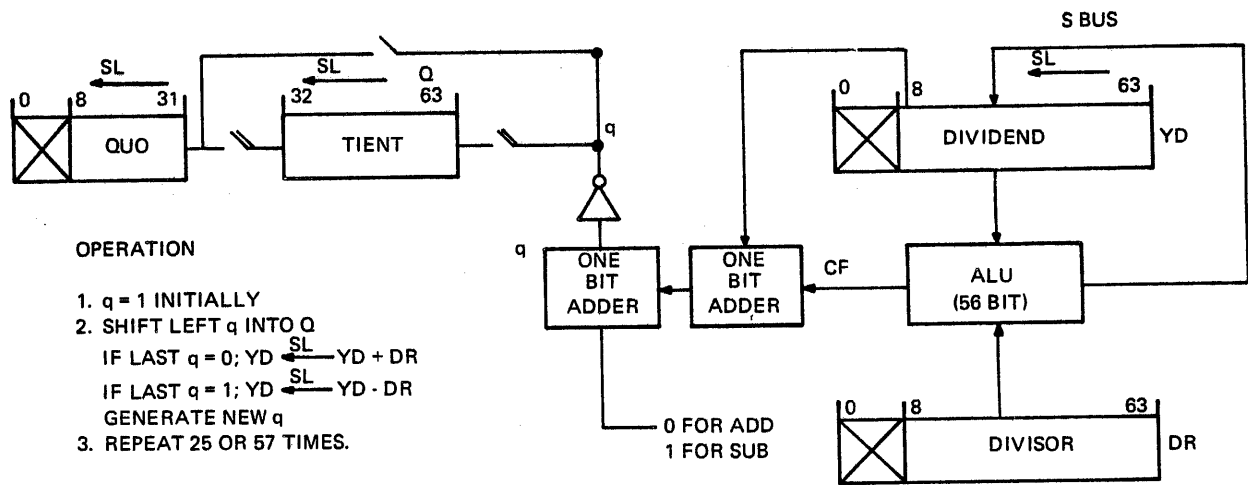 S BUS
SL
SL
Q
SL
0
8
31
32
63
0
8
63
q
QUO
TIENT
DIVIDEND
YD
OPERATION
q
ONE
BIT
ADDER
ONE
BIT
ADDER
CF
ALU
(56 BIT)
1. q = 1 INITIALLY
2. SHIFT LEFT q INTO Q
IF LAST q = 0; YD SL YD + DR
IF LAST q = 1; YD SL YD - DR
GENERATE NEW q
3. REPEAT 25 OR 57 TIMES.
0 FOR ADD
1 FOR SUB
0
8
63
DIVISOR
DR